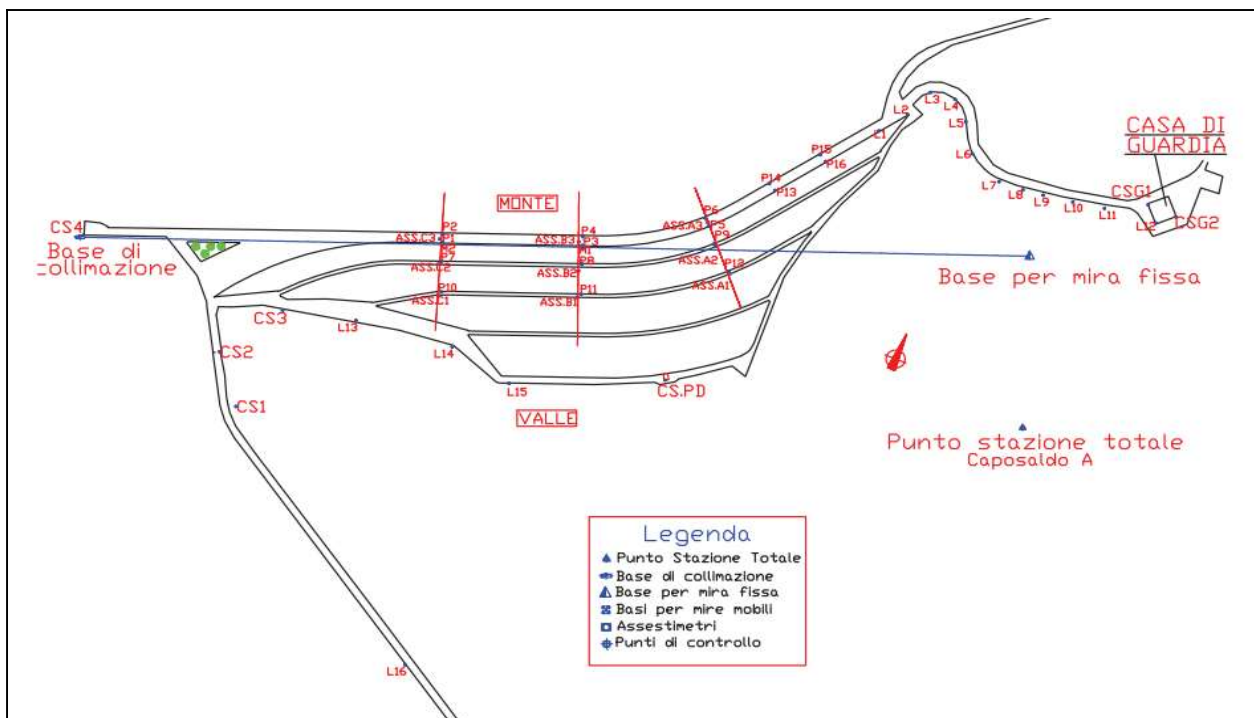 L3
L2
L4
L1
L5
CASA DI
GUARDIA
P15
L6
P16
P14
P13
L7
L8
CSG1
L9
L10
L11
L12
CSG2
MONTE
CS4
P2
P4
P6
ASS.C3
P1
ASS.B3
P3
ASS.A3
P5
P9
Base di
collimazione
P7
ASS.C2
P8
ASS.B2
ASS.A2
P12
Base per mira fissa
P10
ASS.C1
P11
ASS.B1
ASS.A1
CS3
L13
CS2
L14
L15
CS.PD
CS1
VALLE
Punto stazione totale
Caposaldo A
Legenda
Punto Stazione Totale
Base di collimazione
Base per mira fissa
Basi per mire mobili
Assestimetri
Punti di controllo
L16